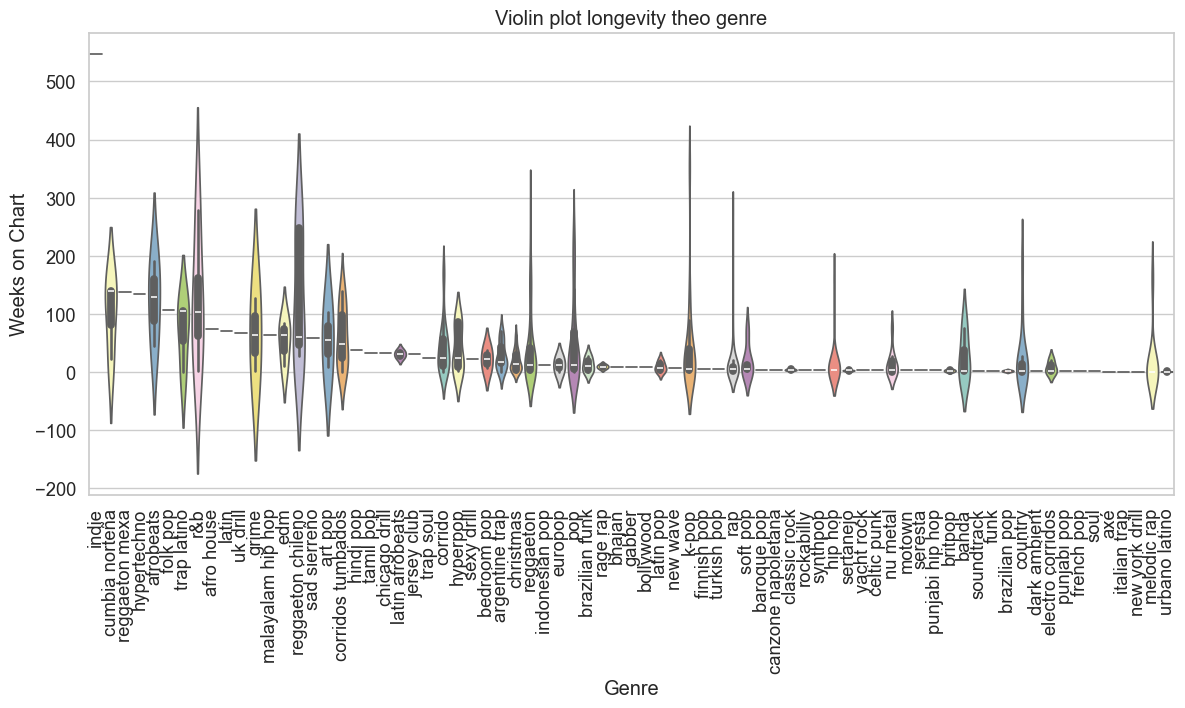 Violin plot longevity theo genre
Weeks on Chart
500
400
300
200
100
0
−100
−200
indie
cumbia norteña
reggaeton mexa
hypertechno
afrobeats
folk pop
trap latino
r&b
afro house
latin
uk drill
grime
malayalam hip hop
edm
reggaeton chileno
sad sierreño
art pop
corridos tumbados
hindi pop
tamil pop
chicago drill
latin afrobeats
jersey club
trap soul
corrido
hyperpop
sexy drill
bedroom pop
argentine trap
christmas
reggaeton
indonesian pop
europop
pop
brazilian funk
rage rap
bhajan
gabber
bollywood
latin pop
new wave
k-pop
finnish pop
turkish pop
rap
soft pop
baroque pop
canzone napoletana
classic rock
rockabilly
synthpop
hip hop
sertanejo
yacht rock
celtic punk
nu metal
motown
seresta
punjabi hip hop
britpop
banda
soundtrack
funk
brazilian pop
country
dark ambient
electro corridos
punjabi pop
french pop
soul
axé
italian trap
new york drill
melodic rap
urbano latino
Genre